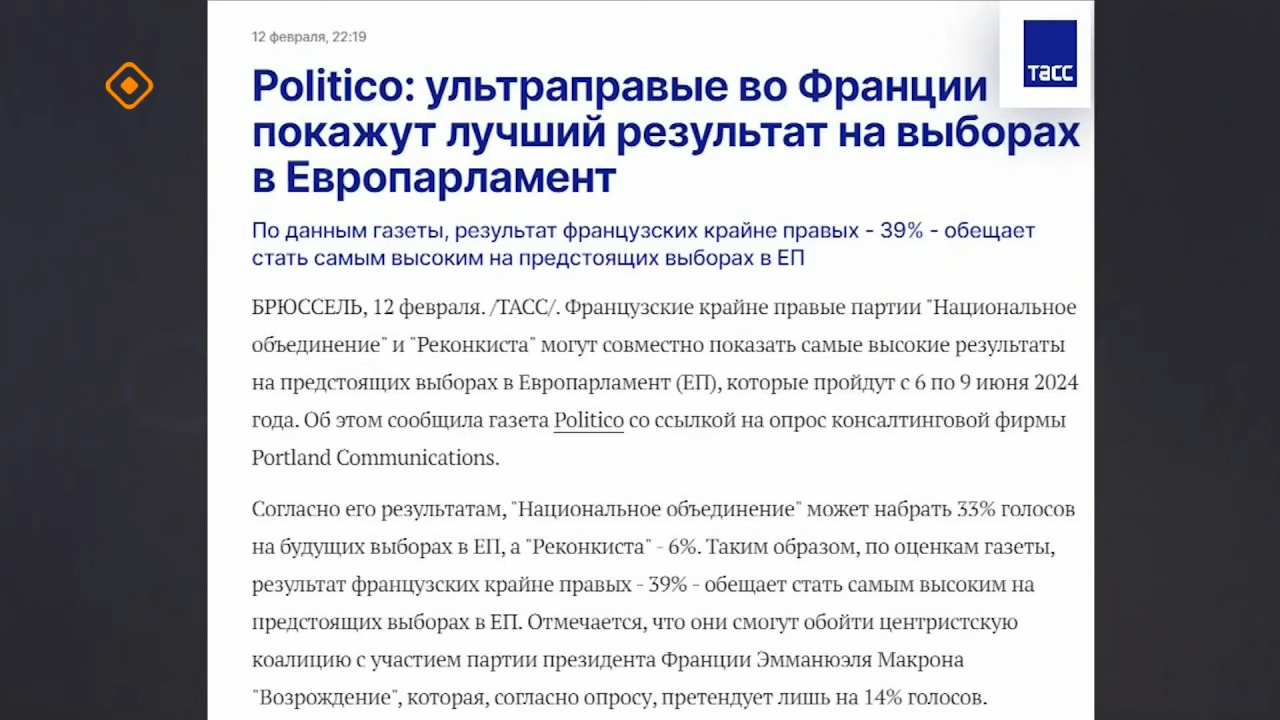 12 февраля, 22:19
ТАСС
Politico: ультраправые во Франции
покажут лучший результат на выборах
в Европарламент
По данным газеты, результат французских крайне правых - 39% - обещает
стать самым высоким на предстоящих выборах в ЕП
БРЮССЕЛЬ, 12 февраля. /ТАСС/. Французские крайне правые партии "Национальное
объединение" и "Реконкиста" могут совместно показать самые высокие результаты
на предстоящих выборах в Европарламент (ЕП), которые пройдут с 6 по 9 июня 2024
года. Об этом сообщила газета Politico со ссылкой на опрос консалтинговой фирмы
Portland Communications.
Согласно его результатам, "Национальное объединение" может набрать 33% голосов
на будущих выборах в ЕП, а "Реконкиста" - 6%. Таким образом, по оценкам газеты,
результат французских крайне правых - 39% - обещает стать самым высоким на
предстоящих выборах в ЕП. Отмечается, что они смогут обойти центристскую
коалицию с участием партии президента Франции Эммануэля Макрона
"Возрождение", которая, согласно опросу, претендует лишь на 14% голосов.